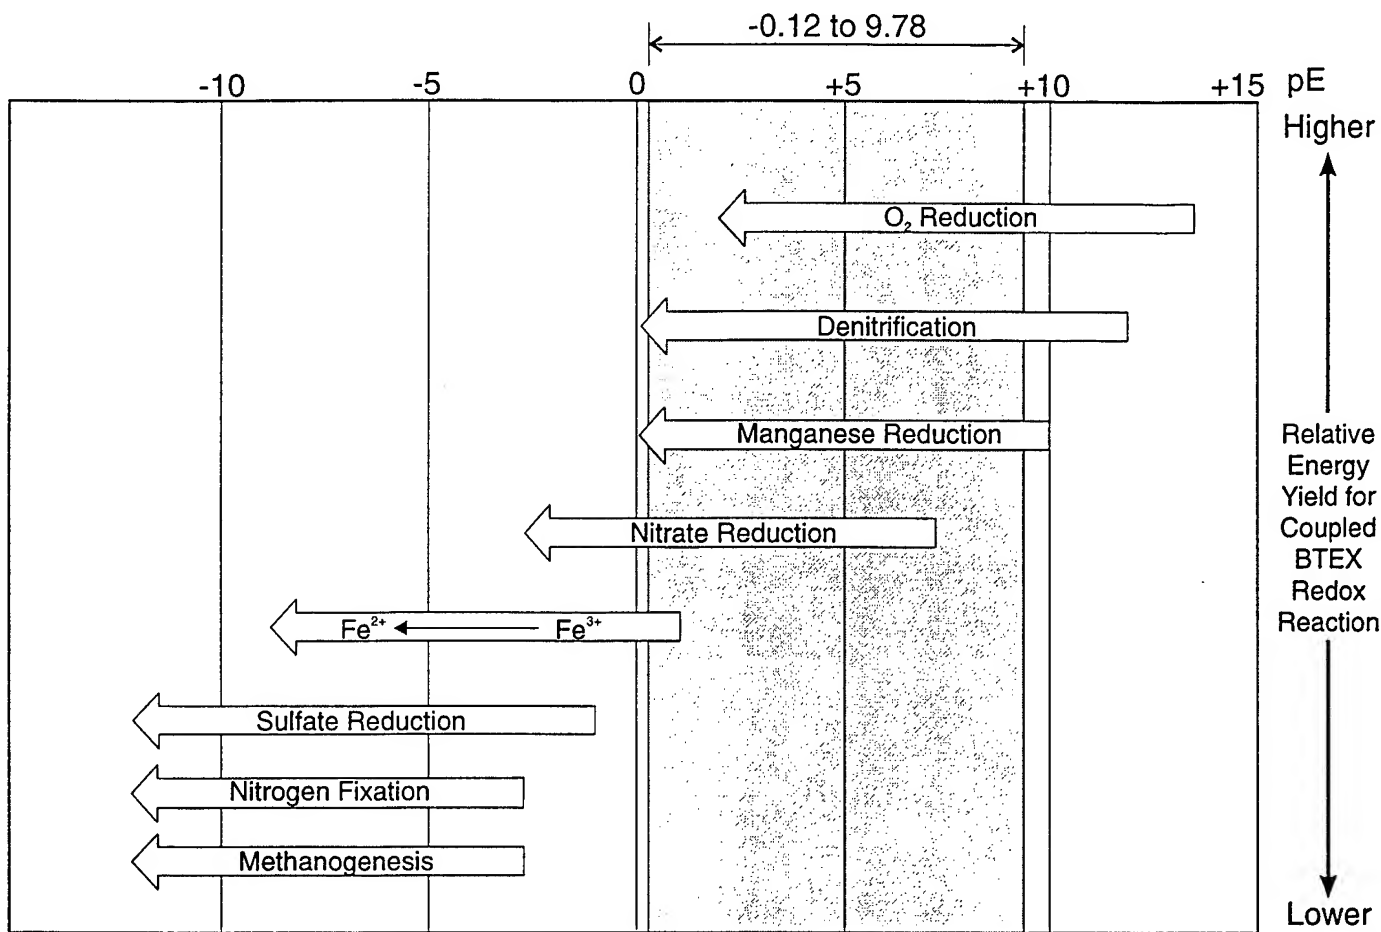 -0.12 to 9.78
-10 -5 0 +5 +10 +15 pE
Higher
O₂ Reduction
Denitrification
Manganese Reduction
Relative
Energy
Yield for
Coupled
BTEX
Redox
Reaction
Nitrate Reduction
Fe²⁺ Fe³⁺
Sulfate Reduction
Nitrogen Fixation
Methanogenesis
Lower